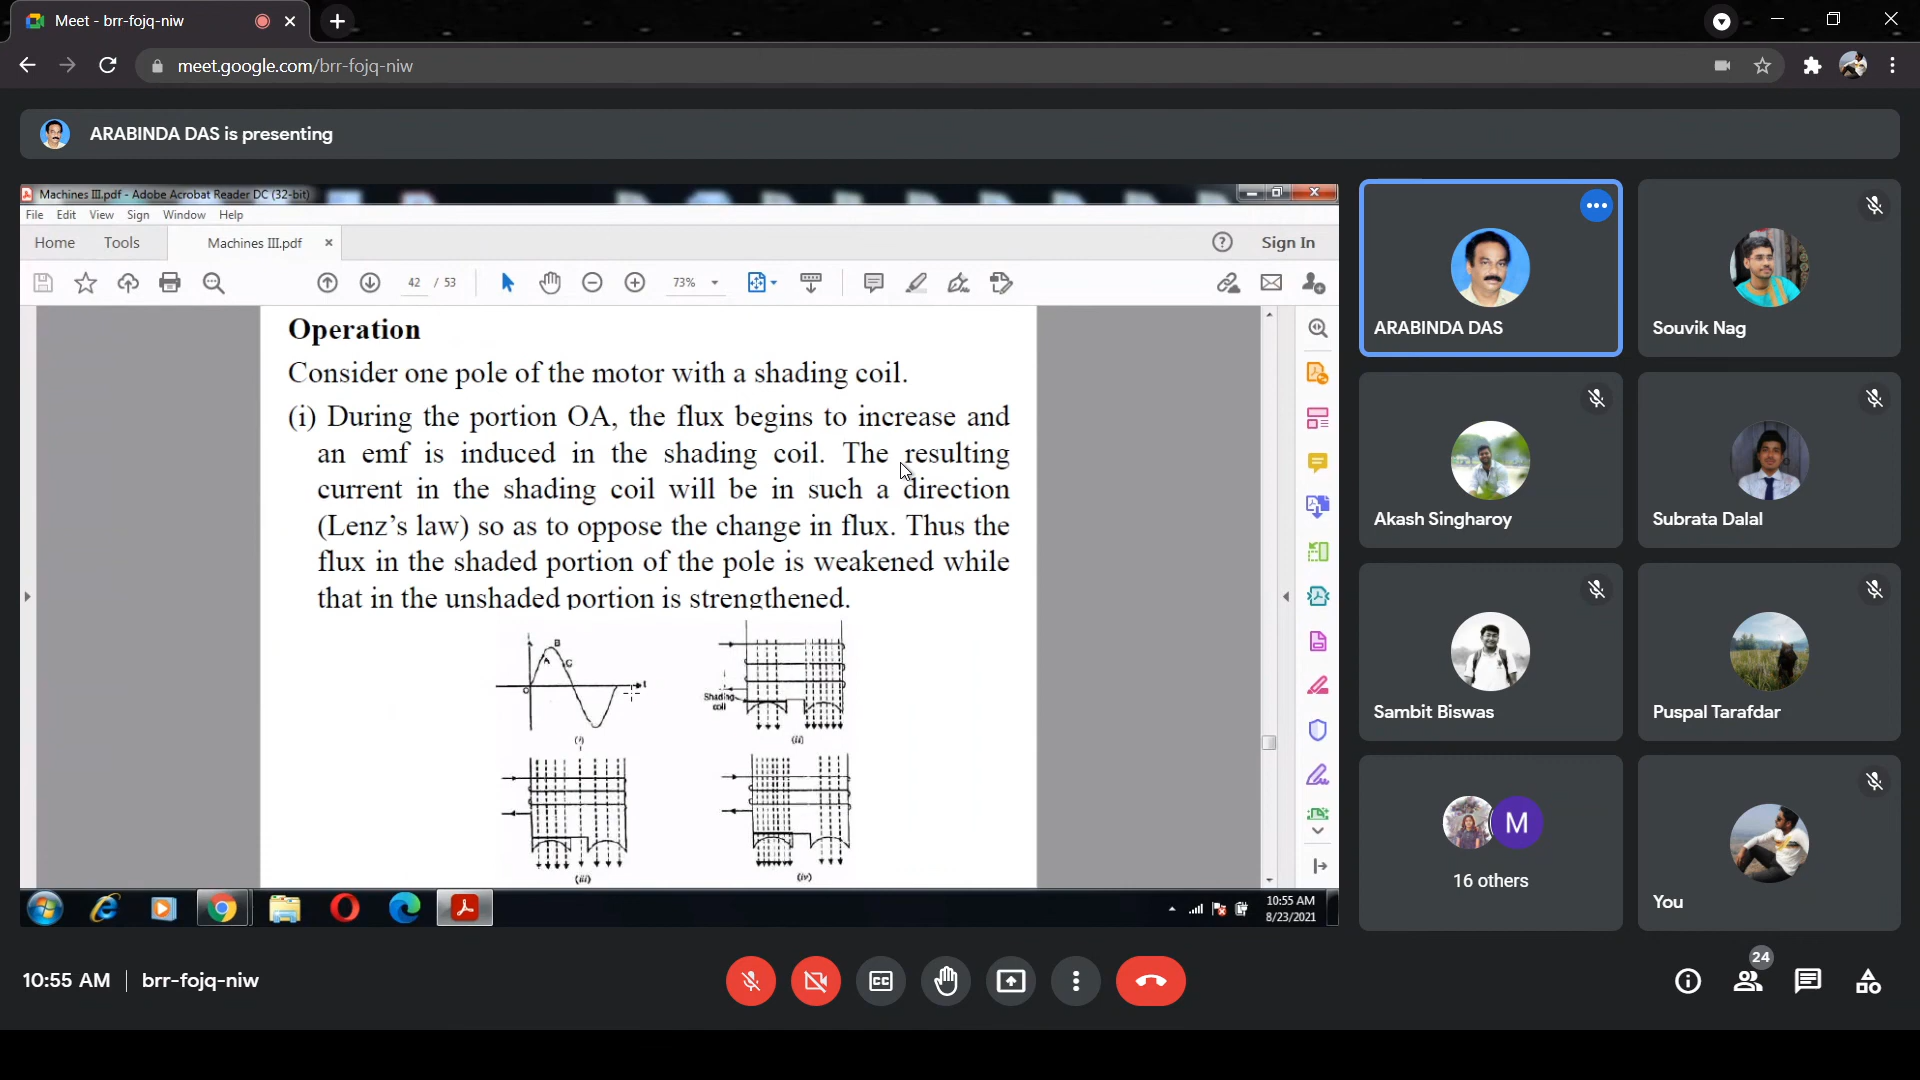 Meet - brr-fojq-niw
meet.google.com/brr-fojq-niw
ARABINDA DAS is presenting
Machines III.pdf - Adobe Acrobat Reader DC (32-bit)
File Edit View Sign Window Help
Home Tools Machines III.pdf Sign In
42 / 53 73%
Operation
Consider one pole of the motor with a shading coil.
(i) During the portion OA, the flux begins to increase and
an emf is induced in the shading coil. The resulting
current in the shading coil will be in such a direction
(Lenz's law) so as to oppose the change in flux. Thus the
flux in the shaded portion of the pole is weakened while
that in the unshaded portion is strengthened.
B
A
C
O
t
(i)
Shading
coil
(ii)
(iii)
(iv)
10:55 AM
8/23/2021
ARABINDA DAS
Souvik Nag
Akash Singharoy
Subrata Dalal
Sambit Biswas
Puspal Tarafdar
M
16 others
You
10:55 AM | brr-fojq-niw
CC
24